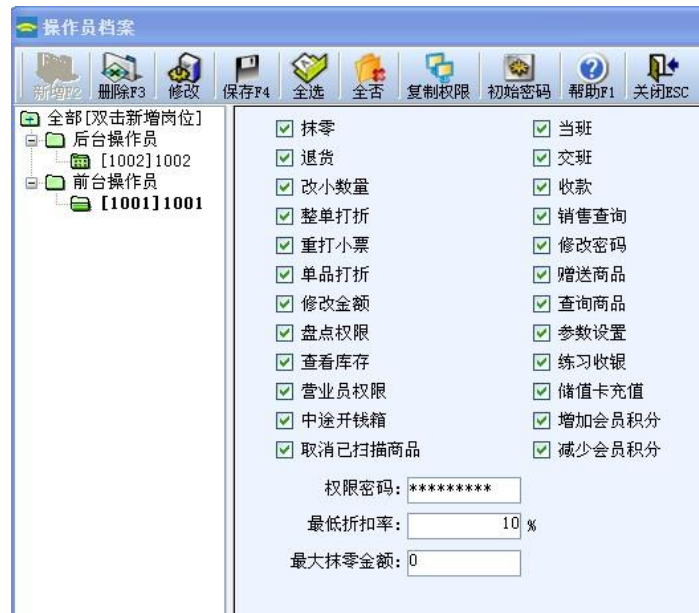 操作员档案
新增F2 删除F3 修改 保存F4 全选 全否 复制权限 初始密码 帮助F1 关闭ESC
全部[双击新增岗位]
后台操作员
[1002]1002
前台操作员
[1001]1001
抹零 当班
退货 交班
改小数量 收款
整单打折 销售查询
重打小票 修改密码
单品打折 赠送商品
修改金额 查询商品
盘点权限 参数设置
查看库存 练习收银
营业员权限 储值卡充值
中途开钱箱 增加会员积分
取消已扫描商品 减少会员积分
权限密码: *********
最低折扣率: 10 %
最大抹零金额: 0